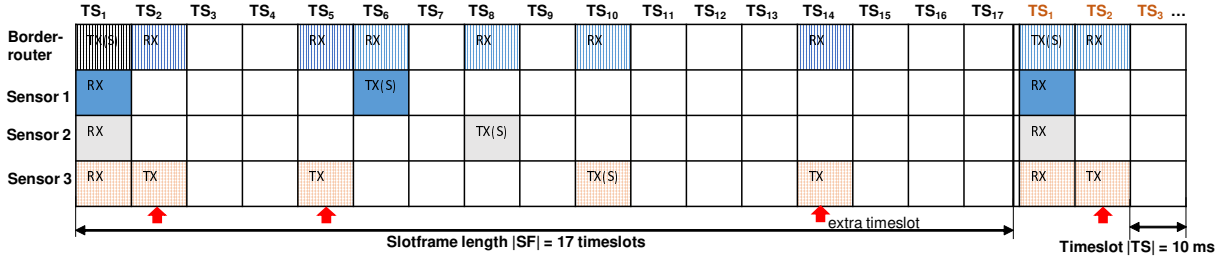 TS1 TS2 TS3 TS4 TS5 TS6 TS7 TS8 TS9 TS10 TS11 TS12 TS13 TS14 TS15 TS16 TS17 TS1 TS2 TS3 ...
Border-router TX(S) RX RX RX RX RX RX TX(S) RX
Sensor 1 RX TX(S) RX
Sensor 2 RX TX(S) RX
Sensor 3 RX TX TX TX(S) TX RX TX
extra timeslot
Slotframe length |SF| = 17 timeslots
Timeslot |TS| = 10 ms